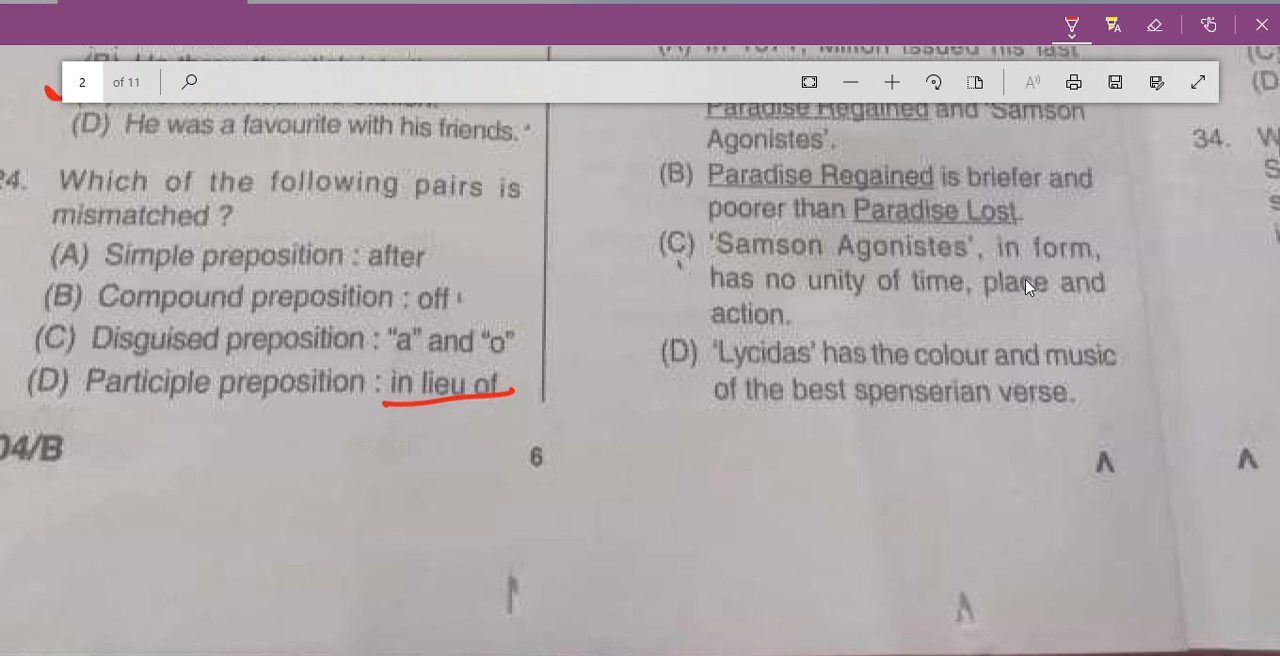 2 of 11
(D) He was a favourite with his friends.
24. Which of the following pairs is
mismatched ?
(A) Simple preposition : after
(B) Compound preposition : off
(C) Disguised preposition : "a" and "o"
(D) Participle preposition : in lieu of
04/B
6
Paradise Regained and 'Samson
Agonistes'.
(B) Paradise Regained is briefer and
poorer than Paradise Lost.
(C) 'Samson Agonistes', in form,
has no unity of time, place and
action.
(D) 'Lycidas' has the colour and music
of the best spenserian verse.
34.